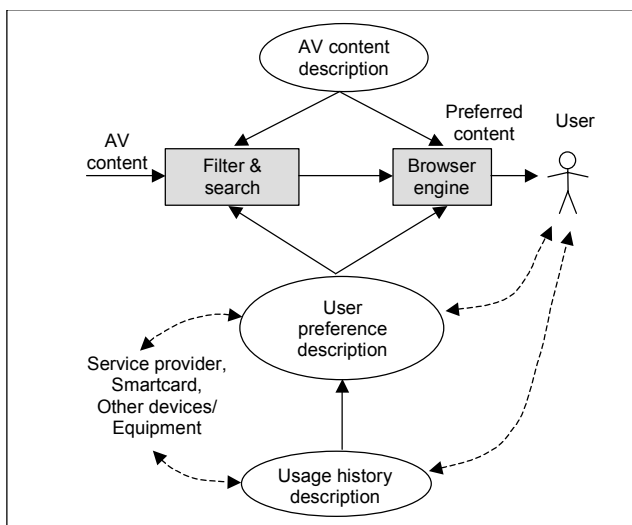 AV content
description
Preferred
content
User
AV
content
Filter &
search
Browser
engine
User
preference
description
Service provider,
Smartcard,
Other devices/
Equipment
Usage history
description